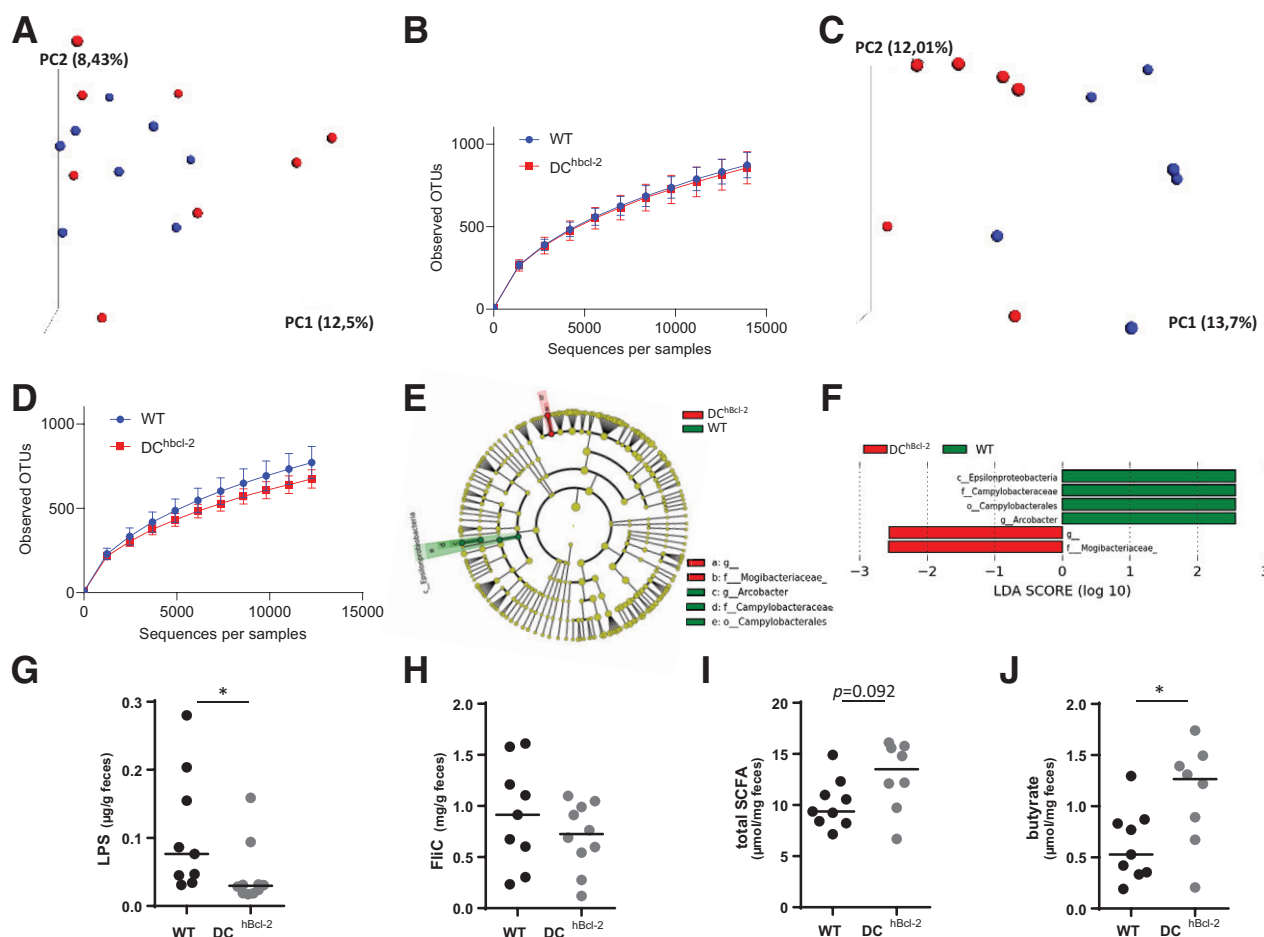 A
PC2 (8,43%)
PC1 (12,5%)
B
WT
DC hbcl-2
Observed OTUs
1000
500
0
0
5000
10000
15000
Sequences per samples
C
PC2 (12,01%)
PC1 (13,7%)
D
WT
DC hbcl-2
Observed OTUs
1000
500
0
0
5000
10000
15000
Sequences per samples
E
DC hBcl-2
WT
c__Epsilonproteobacteria
a: g__
b: f__Mogibacteriaceae_
c: g__Arcobacter
d: f__Campylobacteraceae
e: o__Campylobacterales
F
DC hBcl-2
WT
c__Epsilonproteobacteria
f__Campylobacteraceae
o__Campylobacterales
g__Arcobacter
g__
f__Mogibacteriaceae_
−3
−2
−1
0
1
2
3
LDA SCORE (log 10)
G
*
LPS (µg/g feces)
0.3
0.2
0.1
0.0
WT
DC hBcl-2
H
FliC (mg/g feces)
2.0
1.5
1.0
0.5
0.0
WT
DC hBcl-2
I
p=0.092
total SCFA
(µmol/mg feces)
20
15
10
5
0
WT
DC hBcl-2
J
*
butyrate
(µmol/mg feces)
2.0
1.5
1.0
0.5
0.0
WT
DC hBcl-2